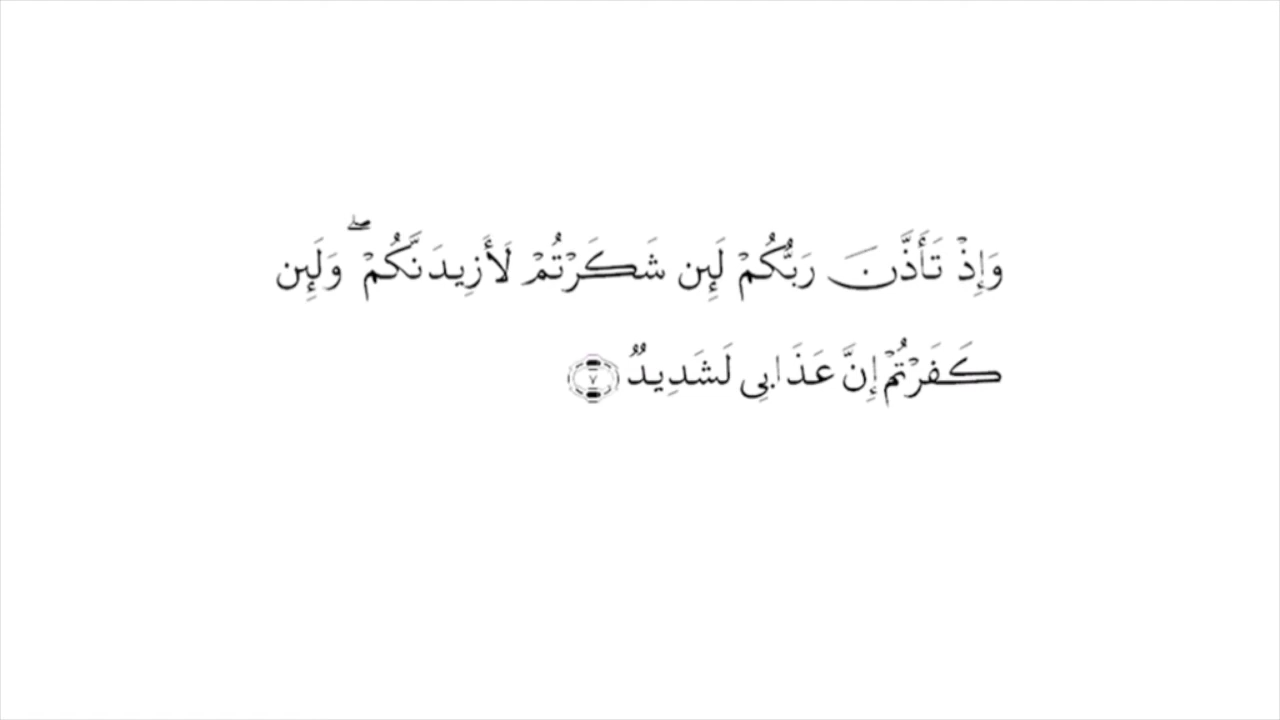 وَإِذْ تَأَذَّنَ رَبُّكُمْ لَئِن شَكَرْتُمْ لَأَزِيدَنَّكُمْ ۖ وَلَئِن
كَفَرْتُمْ إِنَّ عَذَابِي لَشَدِيدٌ ٧